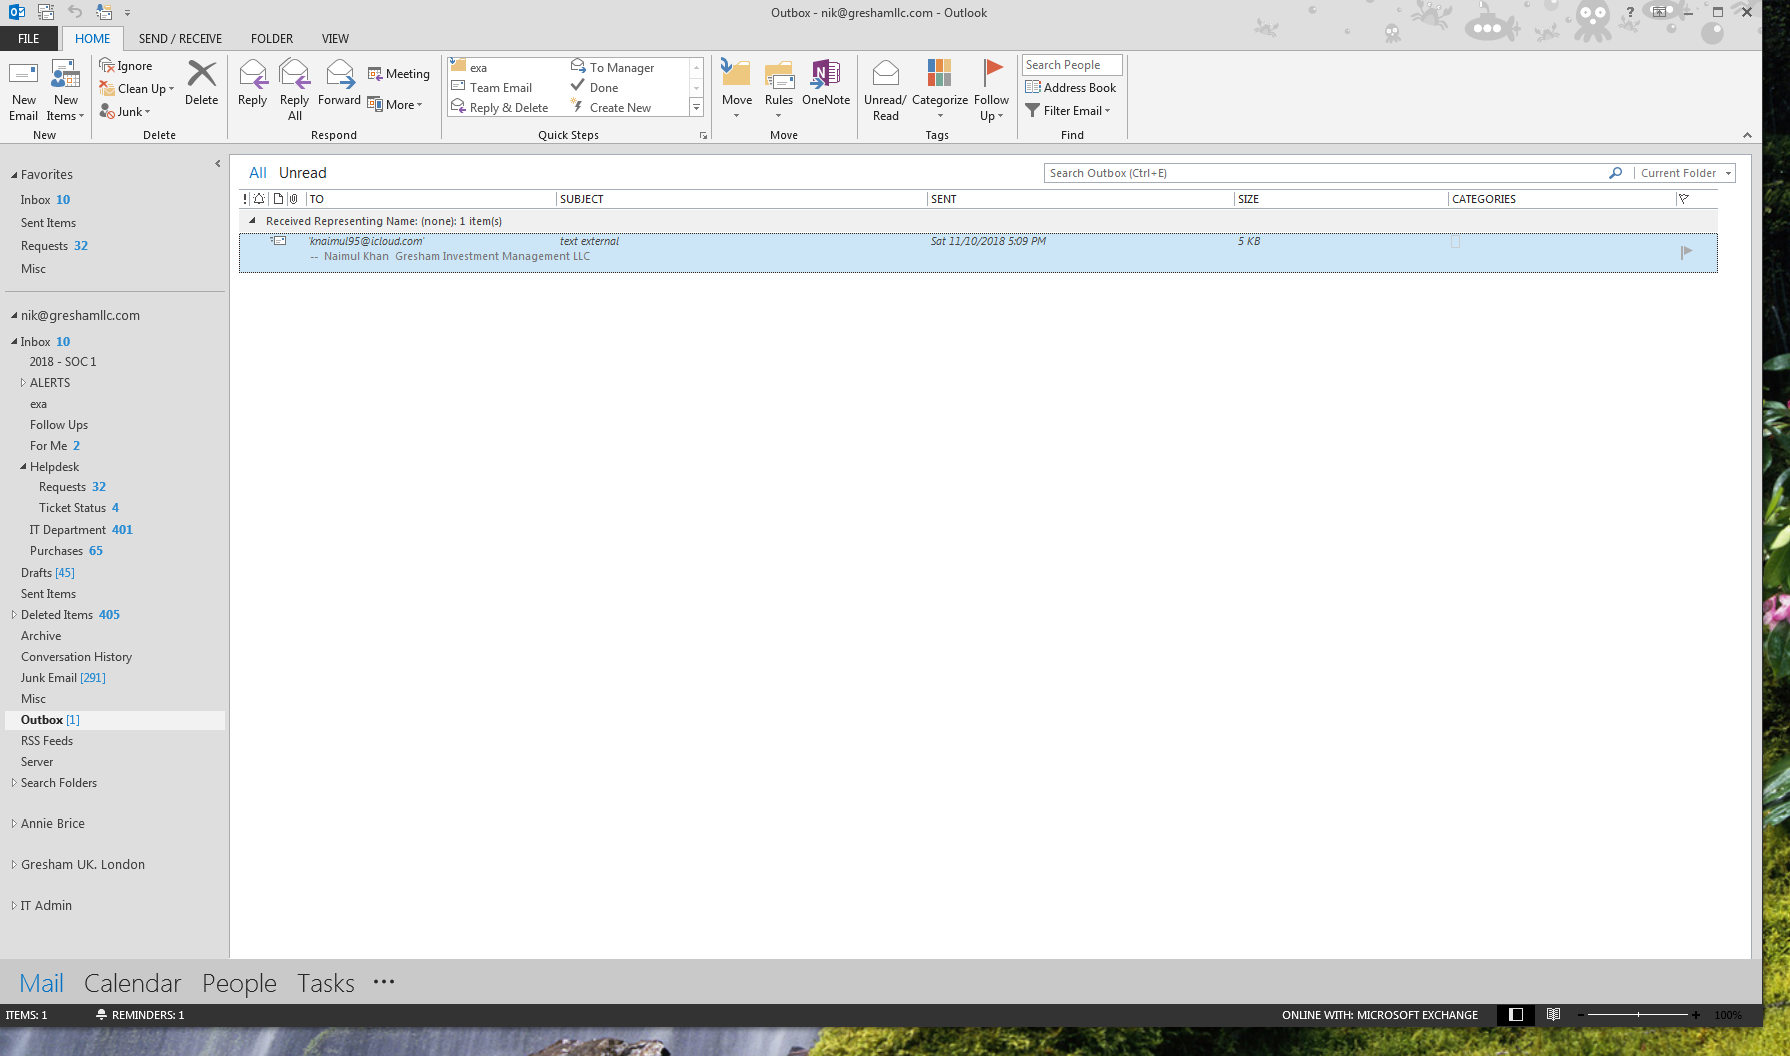 Outbox - nik@greshamllc.com - Outlook
?
FILE HOME SEND / RECEIVE FOLDER VIEW
New Email
New Items
New
Ignore
Clean Up
Junk
Delete
Delete
Reply
Reply All
Forward
Meeting
More
Respond
exa
Team Email
Reply & Delete
To Manager
Done
Create New
Quick Steps
Move
Rules
OneNote
Move
Unread/ Read
Categorize
Follow Up
Tags
Search People
Address Book
Filter Email
Find
Favorites
Inbox 10
Sent Items
Requests 32
Misc
nik@greshamllc.com
Inbox 10
2018 - SOC 1
ALERTS
exa
Follow Ups
For Me 2
Helpdesk
Requests 32
Ticket Status 4
IT Department 401
Purchases 65
Drafts [45]
Sent Items
Deleted Items 405
Archive
Conversation History
Junk Email [291]
Misc
Outbox [1]
RSS Feeds
Server
Search Folders
Annie Brice
Gresham UK. London
IT Admin
All Unread
Search Outbox (Ctrl+E) Current Folder
! TO SUBJECT SENT SIZE CATEGORIES
Received Representing Name: (none): 1 item(s)
'knaimul95@icloud.com' text external Sat 11/10/2018 5:09 PM 5 KB
-- Naimul Khan Gresham Investment Management LLC
Mail Calendar People Tasks ···
ITEMS: 1 REMINDERS: 1 ONLINE WITH: MICROSOFT EXCHANGE 100%